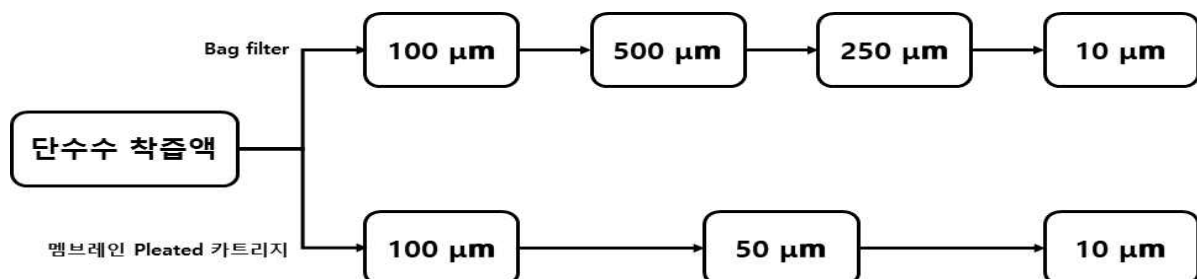 Bag filter
100 μm
500 μm
250 μm
10 μm
단수수 착즙액
멤브레인 Pleated 카트리지
100 μm
50 μm
10 μm